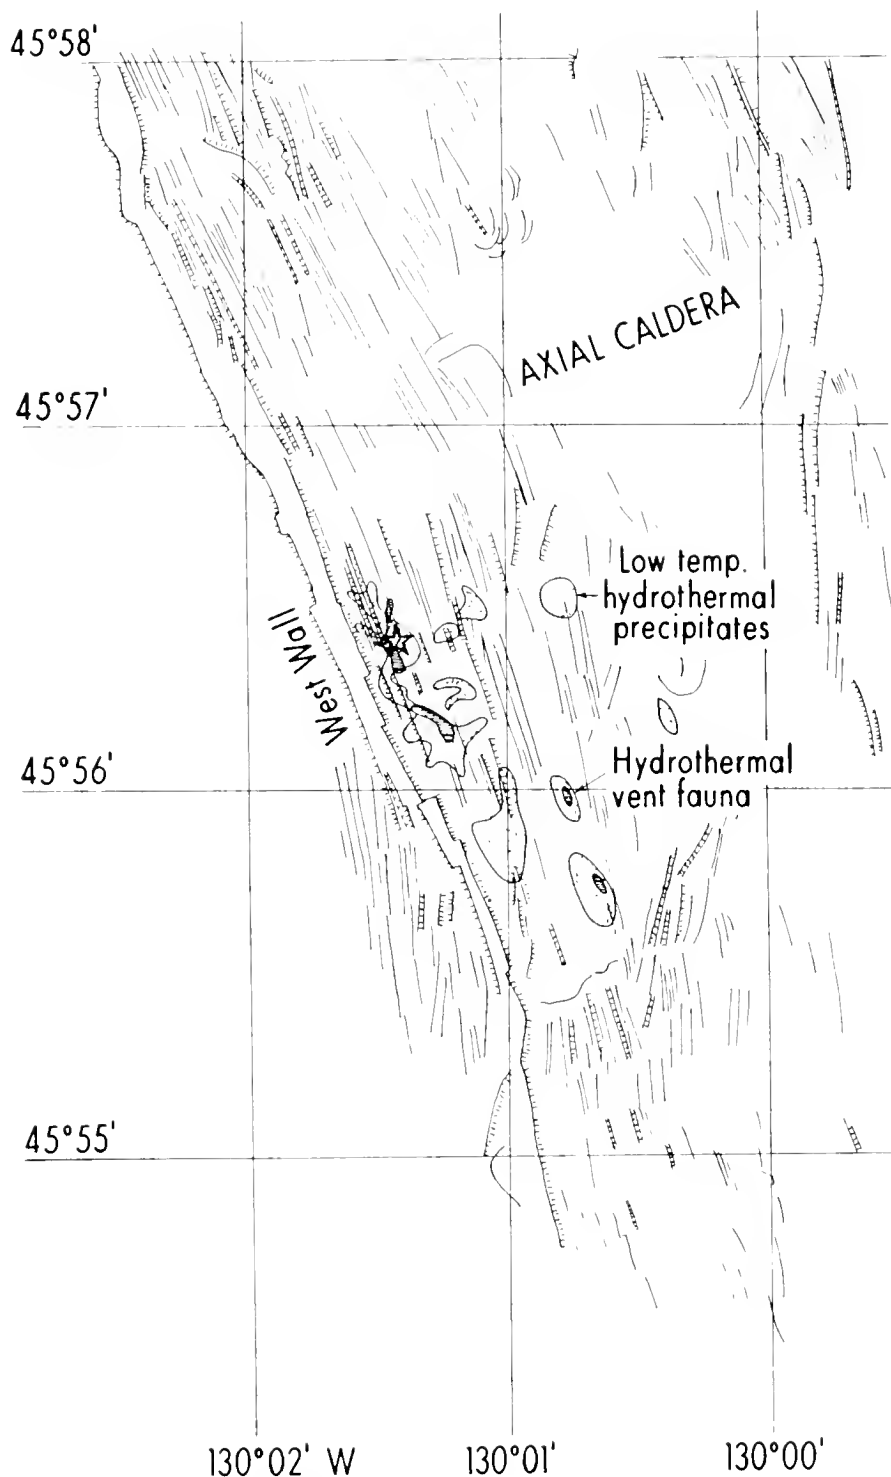 45°58'
AXIAL CALDERA
45°57'
Low temp.
hydrothermal
precipitates
West Wall
45°56'
Hydrothermal
vent fauna
45°55'
130°02' W
130°01'
130°00'